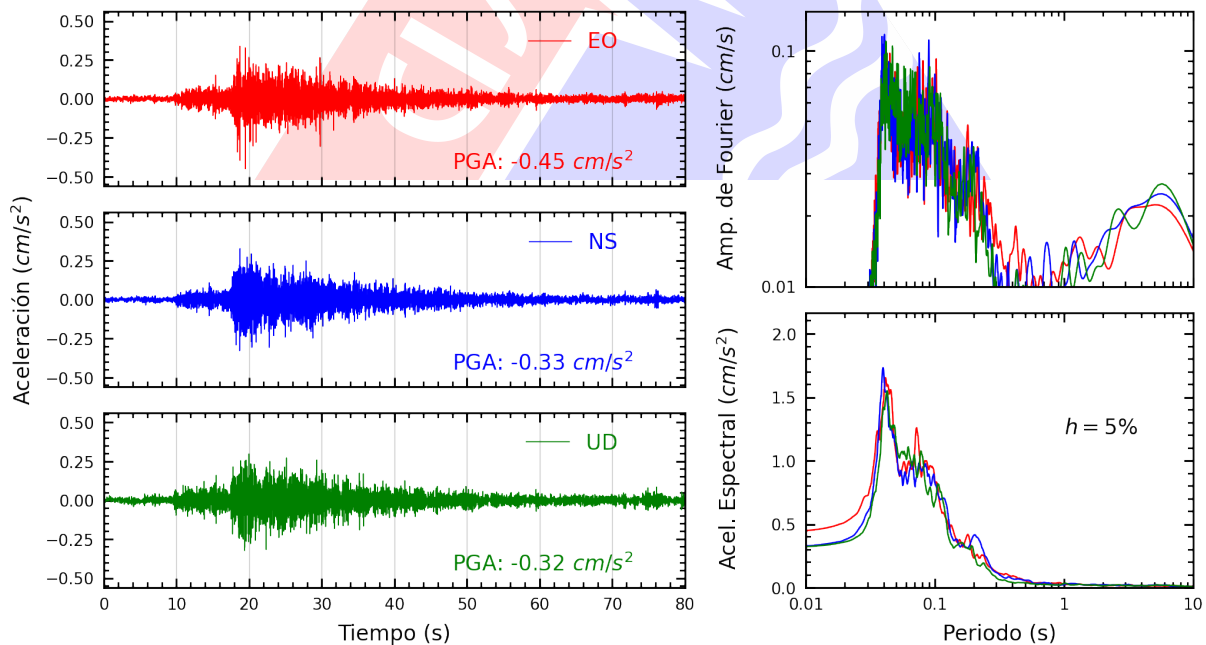 Aceleración (cm/s²)
0.50
0.25
0.00
−0.25
−0.50
EO
PGA: -0.45 cm/s²
0.50
0.25
0.00
−0.25
−0.50
NS
PGA: -0.33 cm/s²
0.50
0.25
0.00
−0.25
−0.50
UD
PGA: -0.32 cm/s²
0 10 20 30 40 50 60 70 80
Tiempo (s)
Amp. de Fourier (cm/s)
0.1
0.01
Acel. Espectral (cm/s²)
2.0
1.5
1.0
0.5
0.0
h = 5%
0.01 0.1 1 10
Periodo (s)